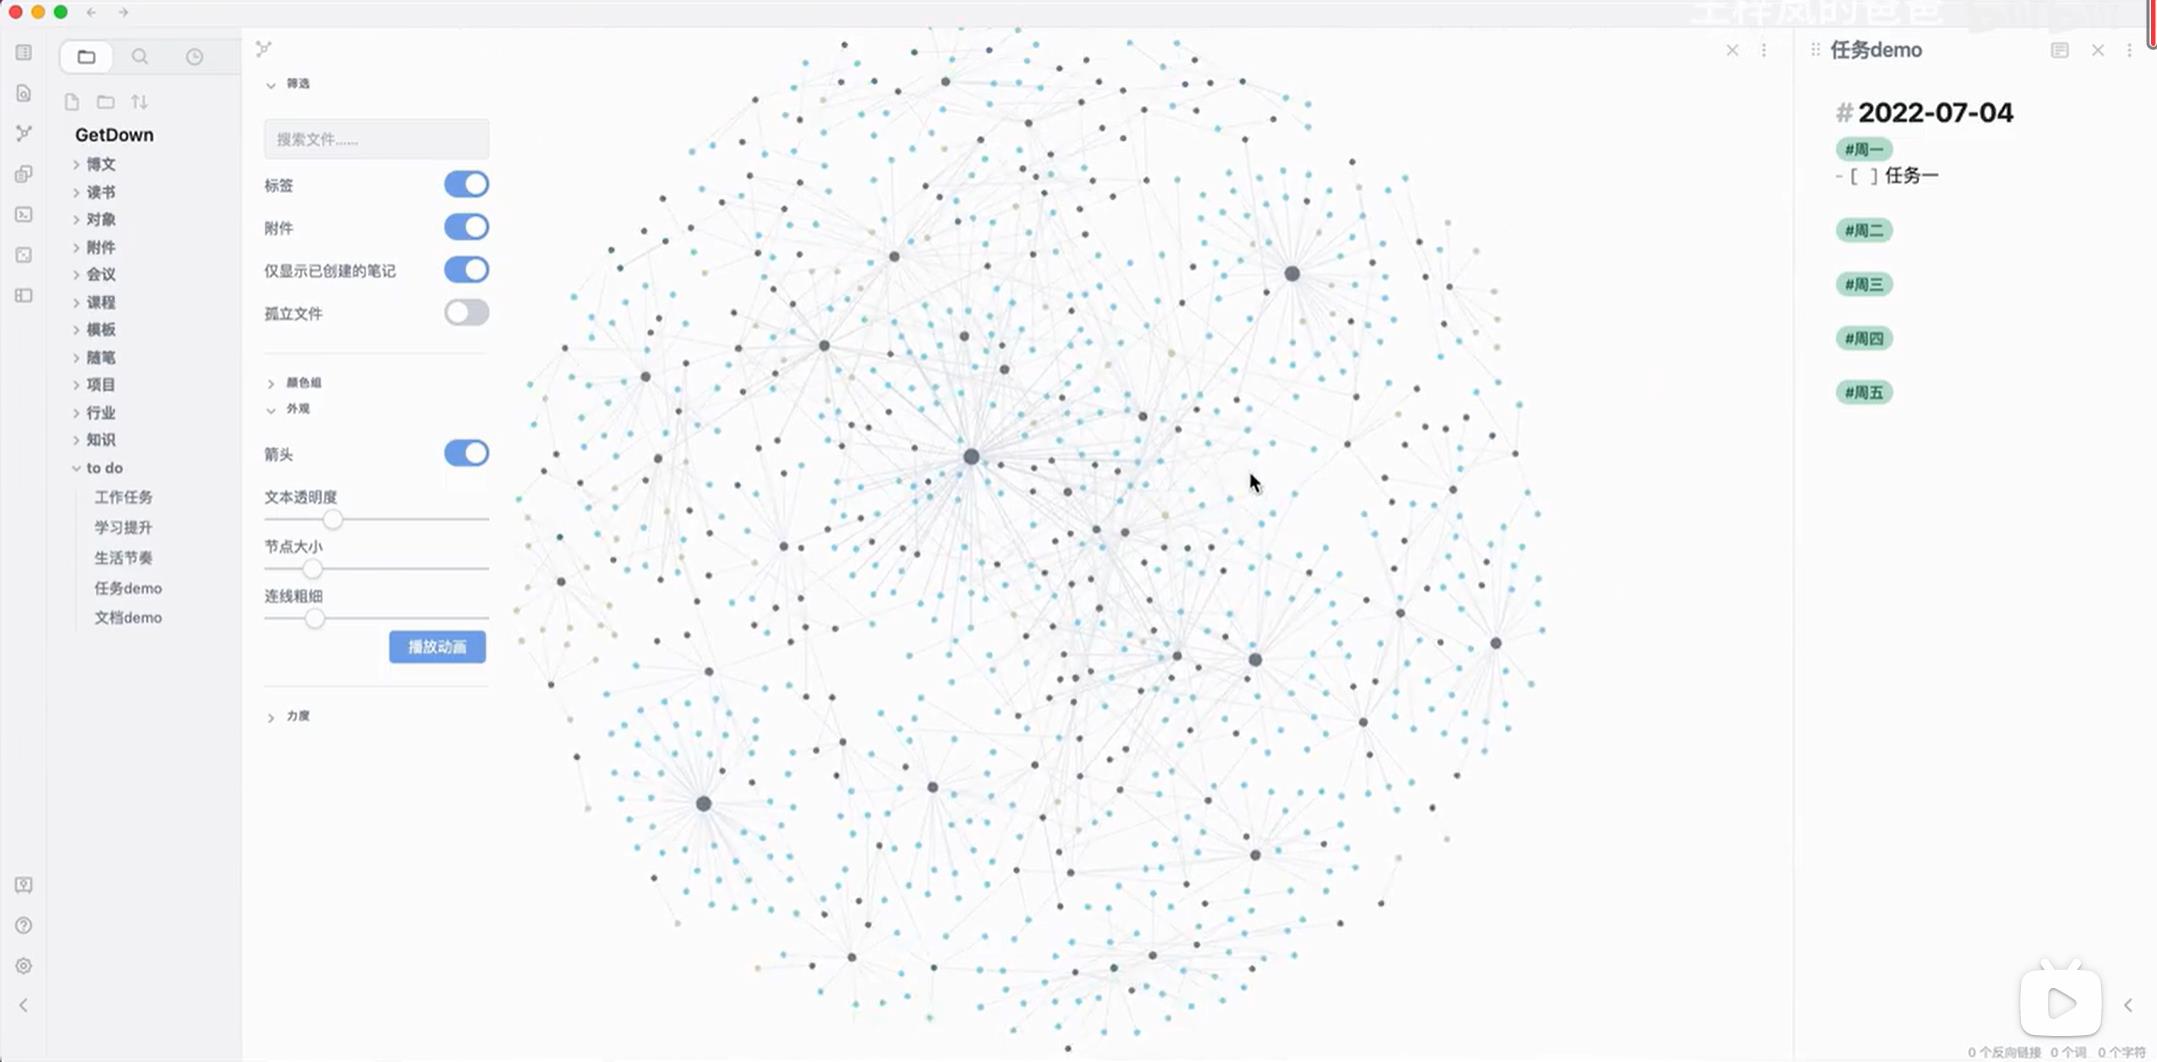 GetDown
博文
读书
对象
附件
会议
课程
模板
随笔
项目
行业
知识
to do
工作任务
学习提升
生活节奏
任务demo
文档demo
筛选
搜索文件......
标签
附件
仅显示已创建的笔记
孤立文件
颜色组
外观
箭头
文本透明度
节点大小
连线粗细
播放动画
力度
任务demo
# 2022-07-04
#周一
- [ ] 任务一
#周二
#周三
#周四
#周五
0 个反向链接 0 个词 0 个字符